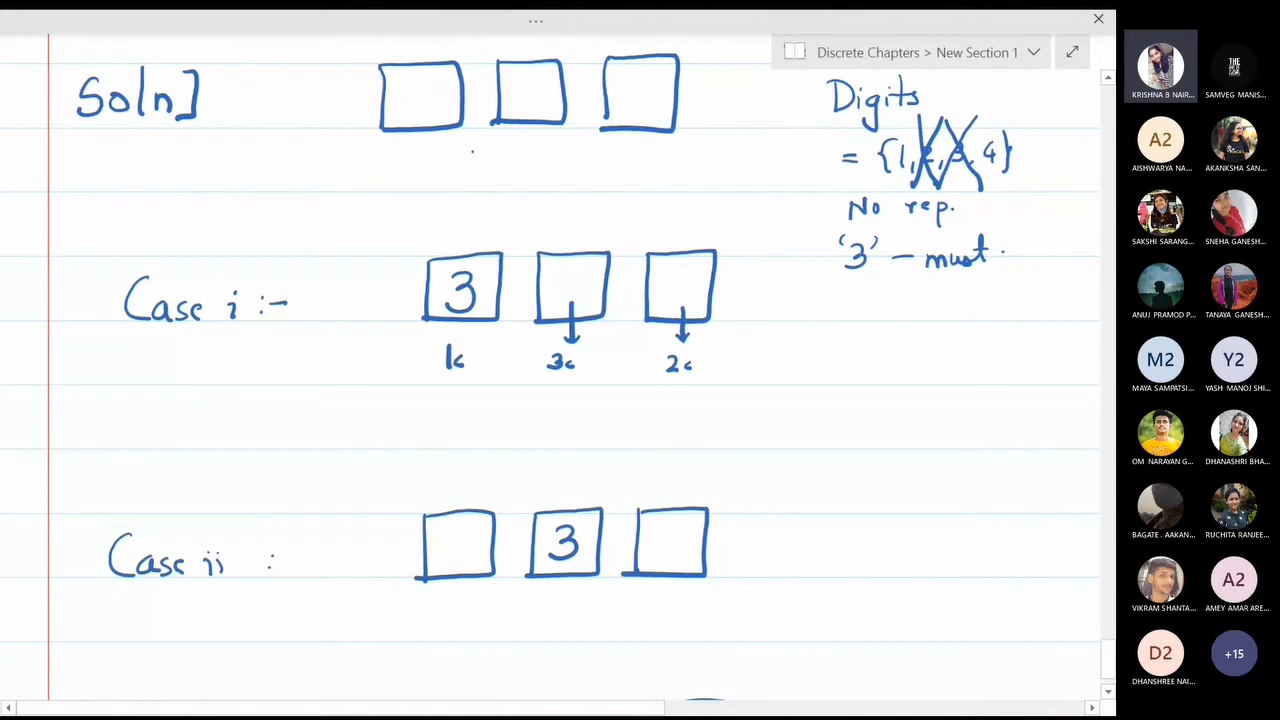 Discrete Chapters > New Section 1
Soln]
Digits
= {1, 2, 3, 4}
No rep.
'3' – must.
Case i :-
3
1c 3c 2c
Case ii :
3
KRISHNA B NAIR...
SAMVEG MANIS...
A2
AISHWARYA NA...
AKANKSHA SAN...
SAKSHI SARANG...
SNEHA GANESH...
ANUJ PRAMOD P...
TANAYA GANESH...
M2
MAYA SAMPATSI...
Y2
YASH MANOJ SHI...
OM NARAYAN G...
DHANASHRI BHA...
BAGATE . AAKAN...
RUCHITA RANJEE...
VIKRAM SHANTA...
A2
AMEY AMAR ARE...
D2
DHANSHREE NAI...
+15